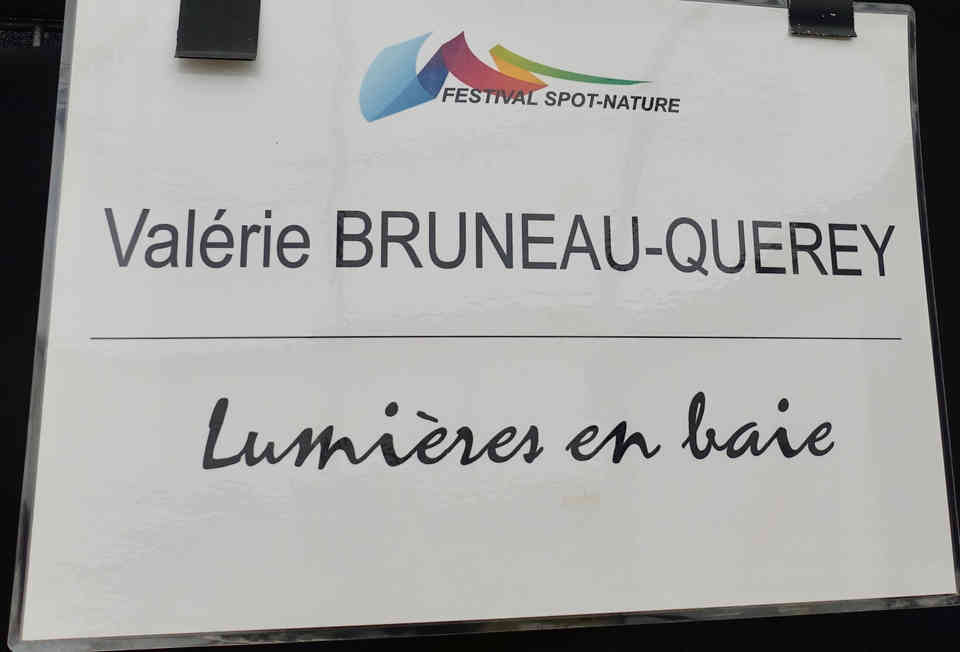 FESTIVAL SPOT-NATURE
Valérie BRUNEAU-QUEREY
Lumières en baie